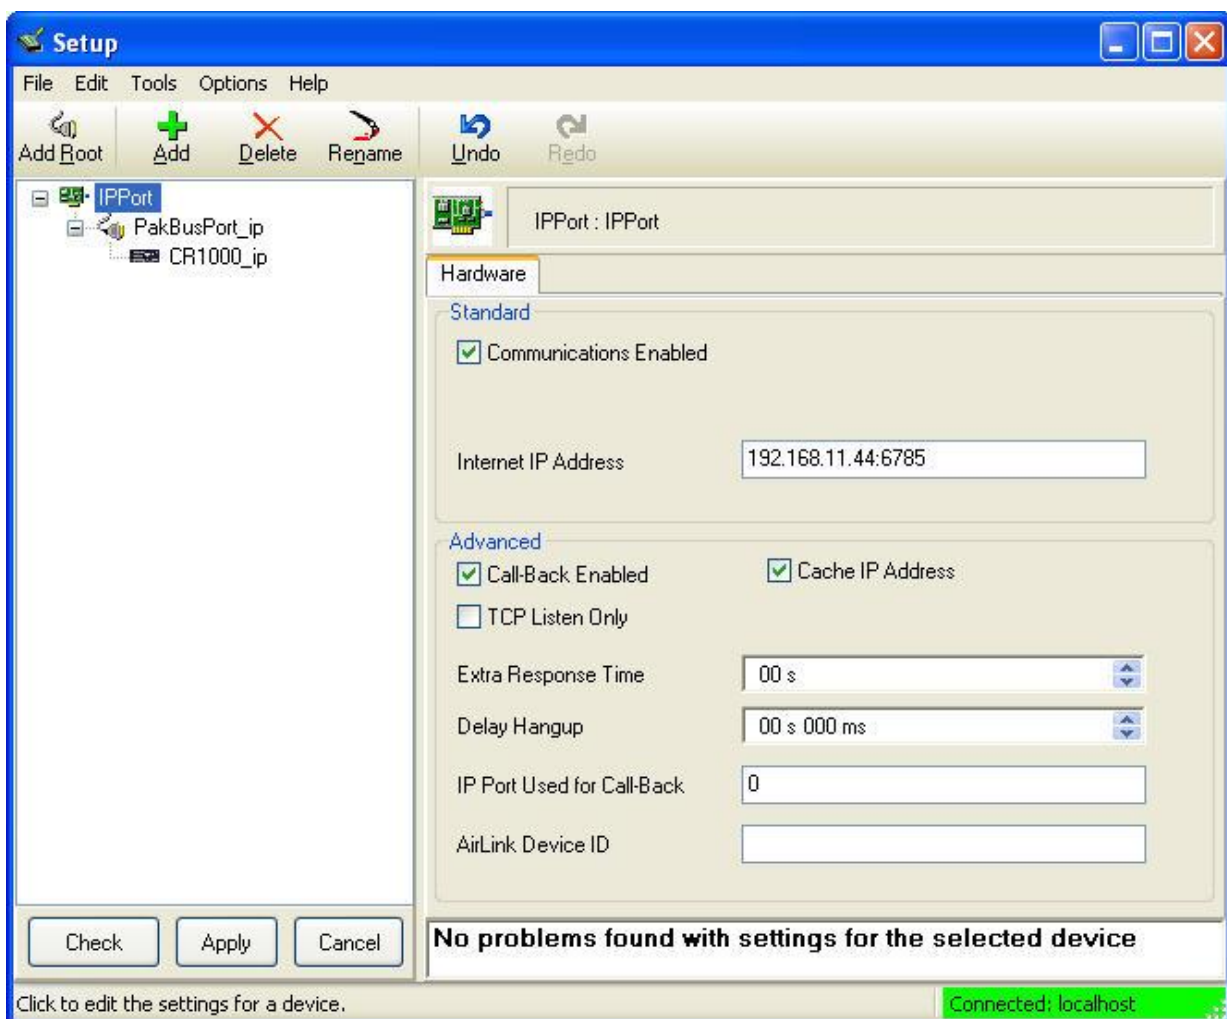 Setup
File Edit Tools Options Help
Add Root Add Delete Rename Undo Redo
IPPort
PakBusPort_ip
CR1000_ip
IPPort : IPPort
Hardware
Standard
Communications Enabled
Internet IP Address 192.168.11.44:6785
Advanced
Call-Back Enabled Cache IP Address
TCP Listen Only
Extra Response Time 00 s
Delay Hangup 00 s 000 ms
IP Port Used for Call-Back 0
AirLink Device ID
Check Apply Cancel
No problems found with settings for the selected device
Click to edit the settings for a device. Connected: localhost